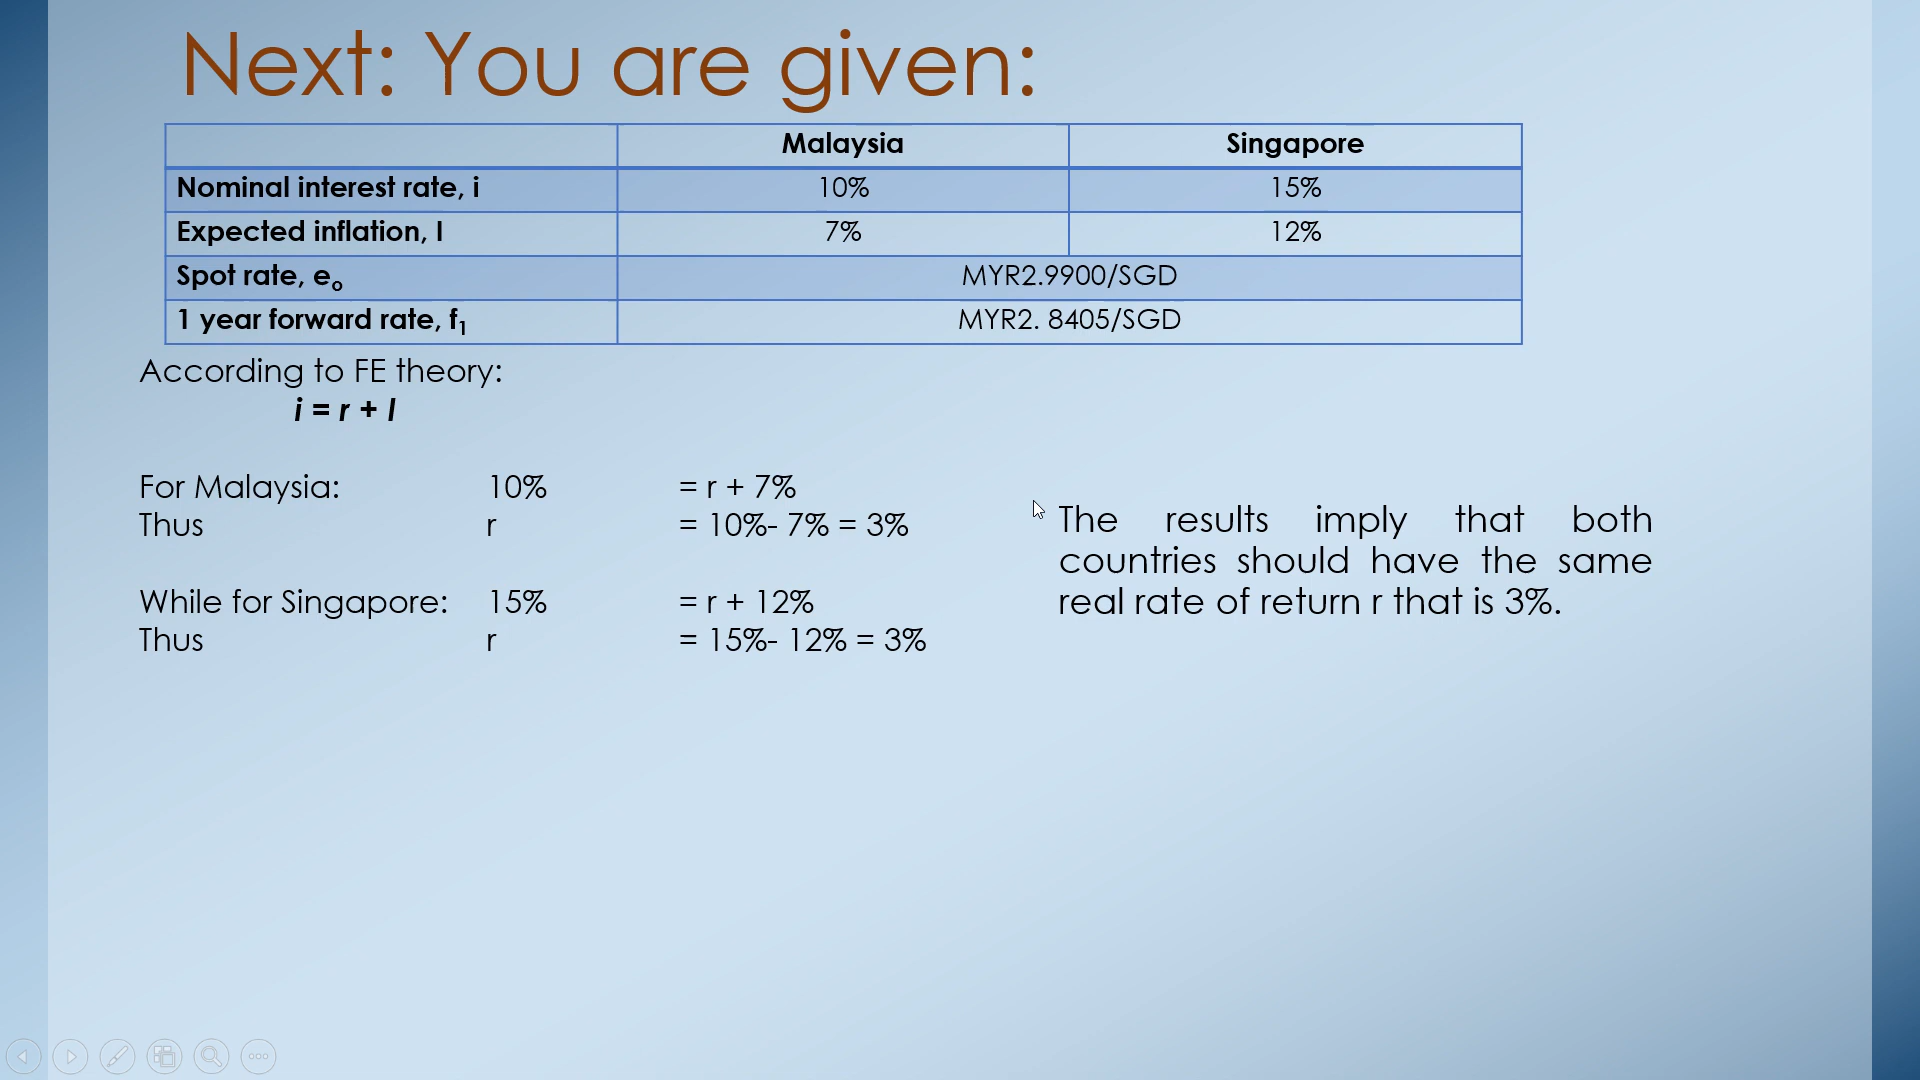 Next: You are given:
Malaysia Singapore
Nominal interest rate, i 10% 15%
Expected inflation, I 7% 12%
Spot rate, eo MYR2.9900/SGD
1 year forward rate, f1 MYR2. 8405/SGD
According to FE theory:
i = r + I
For Malaysia: 10% = r + 7%
Thus r = 10%- 7% = 3%
While for Singapore: 15% = r + 12%
Thus r = 15%- 12% = 3%
The results imply that both
countries should have the same
real rate of return r that is 3%.